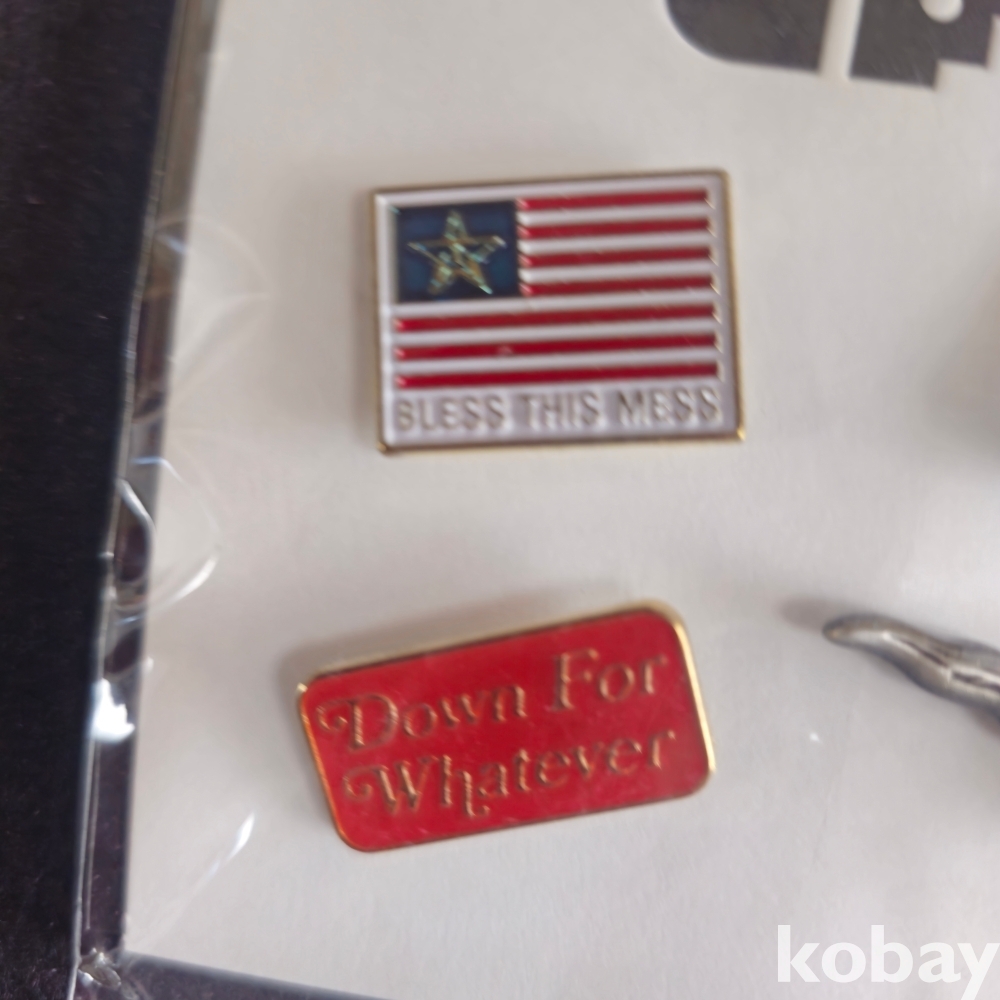 BLESS THIS MESS
Down For
Whatever
kobay